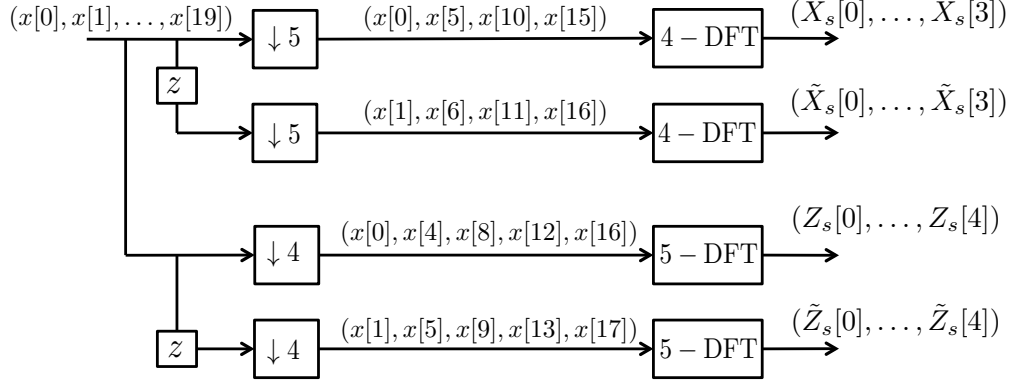 (x[0], x[1], . . . , x[19]) ↓ 5 (x[0], x[5], x[10], x[15]) 4 − DFT (X_s[0], . . . , X_s[3])
z
↓ 5 (x[1], x[6], x[11], x[16]) 4 − DFT (X̃_s[0], . . . , X̃_s[3])
↓ 4 (x[0], x[4], x[8], x[12], x[16]) 5 − DFT (Z_s[0], . . . , Z_s[4])
z ↓ 4 (x[1], x[5], x[9], x[13], x[17]) 5 − DFT (Z̃_s[0], . . . , Z̃_s[4])